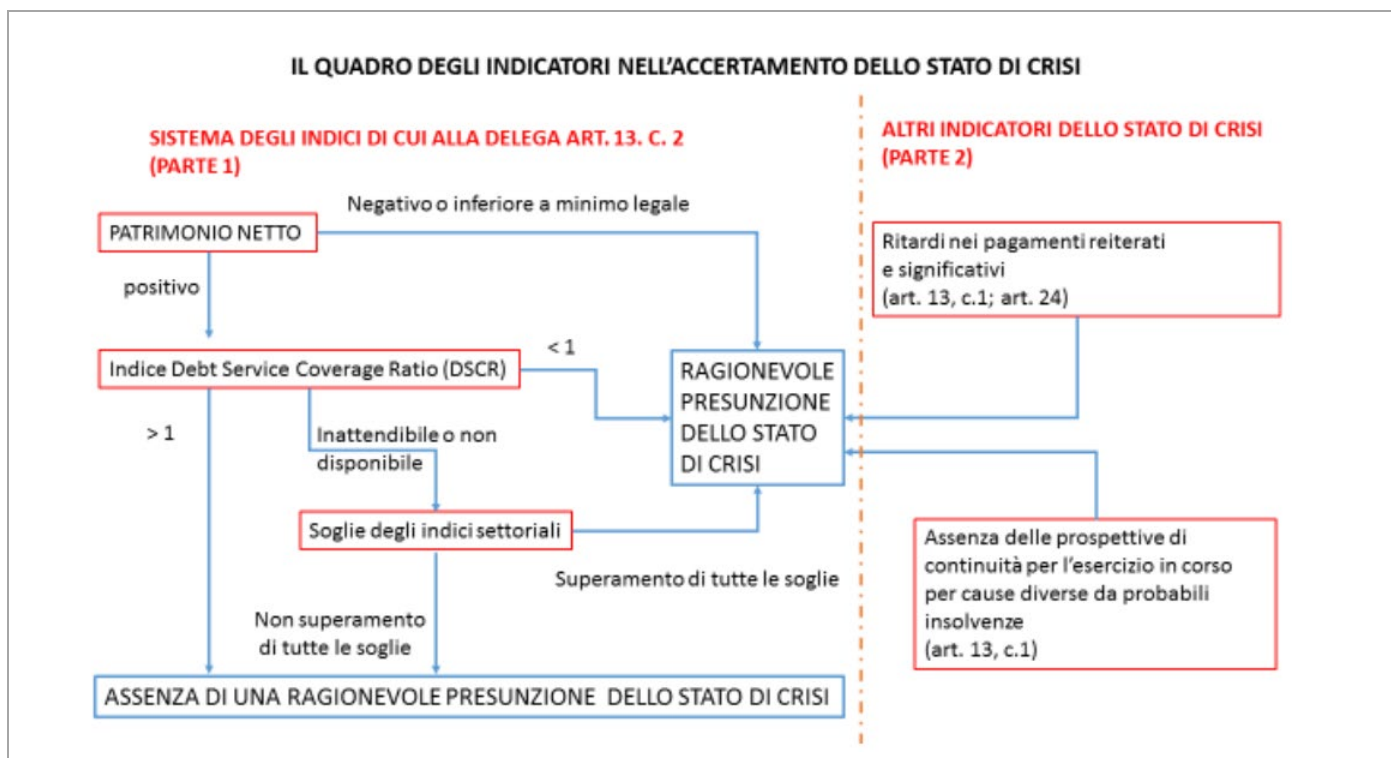 IL QUADRO DEGLI INDICATORI NELL'ACCERTAMENTO DELLO STATO DI CRISI
SISTEMA DEGLI INDICI DI CUI ALLA DELEGA ART. 13. C. 2
(PARTE 1)
Negativo o inferiore a minimo legale
PATRIMONIO NETTO
positivo
Indice Debt Service Coverage Ratio (DSCR)
< 1
> 1
Inattendibile o non
disponibile
RAGIONEVOLE
PRESUNZIONE
DELLO STATO
DI CRISI
Soglie degli indici settoriali
Superamento di tutte le soglie
Non superamento
di tutte le soglie
ASSENZA DI UNA RAGIONEVOLE PRESUNZIONE DELLO STATO DI CRISI
ALTRI INDICATORI DELLO STATO DI CRISI
(PARTE 2)
Ritardi nei pagamenti reiterati
e significativi
(art. 13, c.1; art. 24)
Assenza delle prospettive di
continuità per l'esercizio in corso
per cause diverse da probabili
insolvenze
(art. 13, c.1)